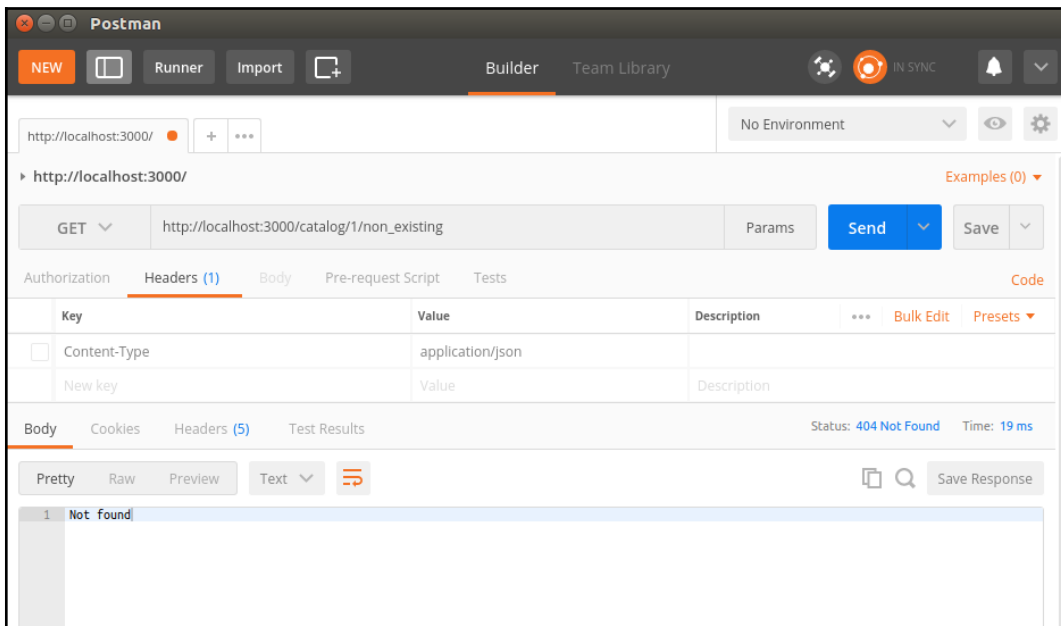 Postman
NEW Runner Import Builder Team Library IN SYNC
http://localhost:3000/ + ••• No Environment
http://localhost:3000/ Examples (0)
GET http://localhost:3000/catalog/1/non_existing Params Send Save
Authorization Headers (1) Body Pre-request Script Tests Code
Key Value Description ••• Bulk Edit Presets
Content-Type application/json
New key Value Description
Body Cookies Headers (5) Test Results Status: 404 Not Found Time: 19 ms
Pretty Raw Preview Text Save Response
1 Not found